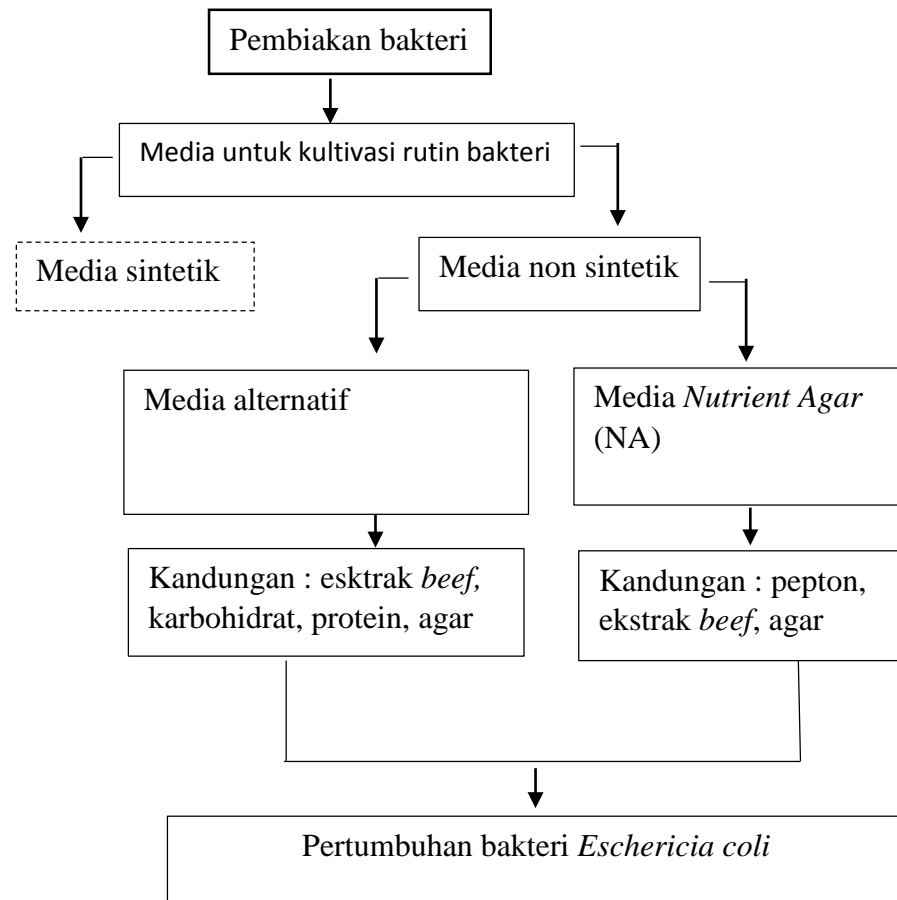 Pembiakan bakteri
Media untuk kultivasi rutin bakteri
Media sintetik
Media non sintetik
Media alternatif
Media Nutrient Agar
(NA)
Kandungan : esktrak beef,
karbohidrat, protein, agar
Kandungan : pepton,
ekstrak beef, agar
Pertumbuhan bakteri Eschericia coli